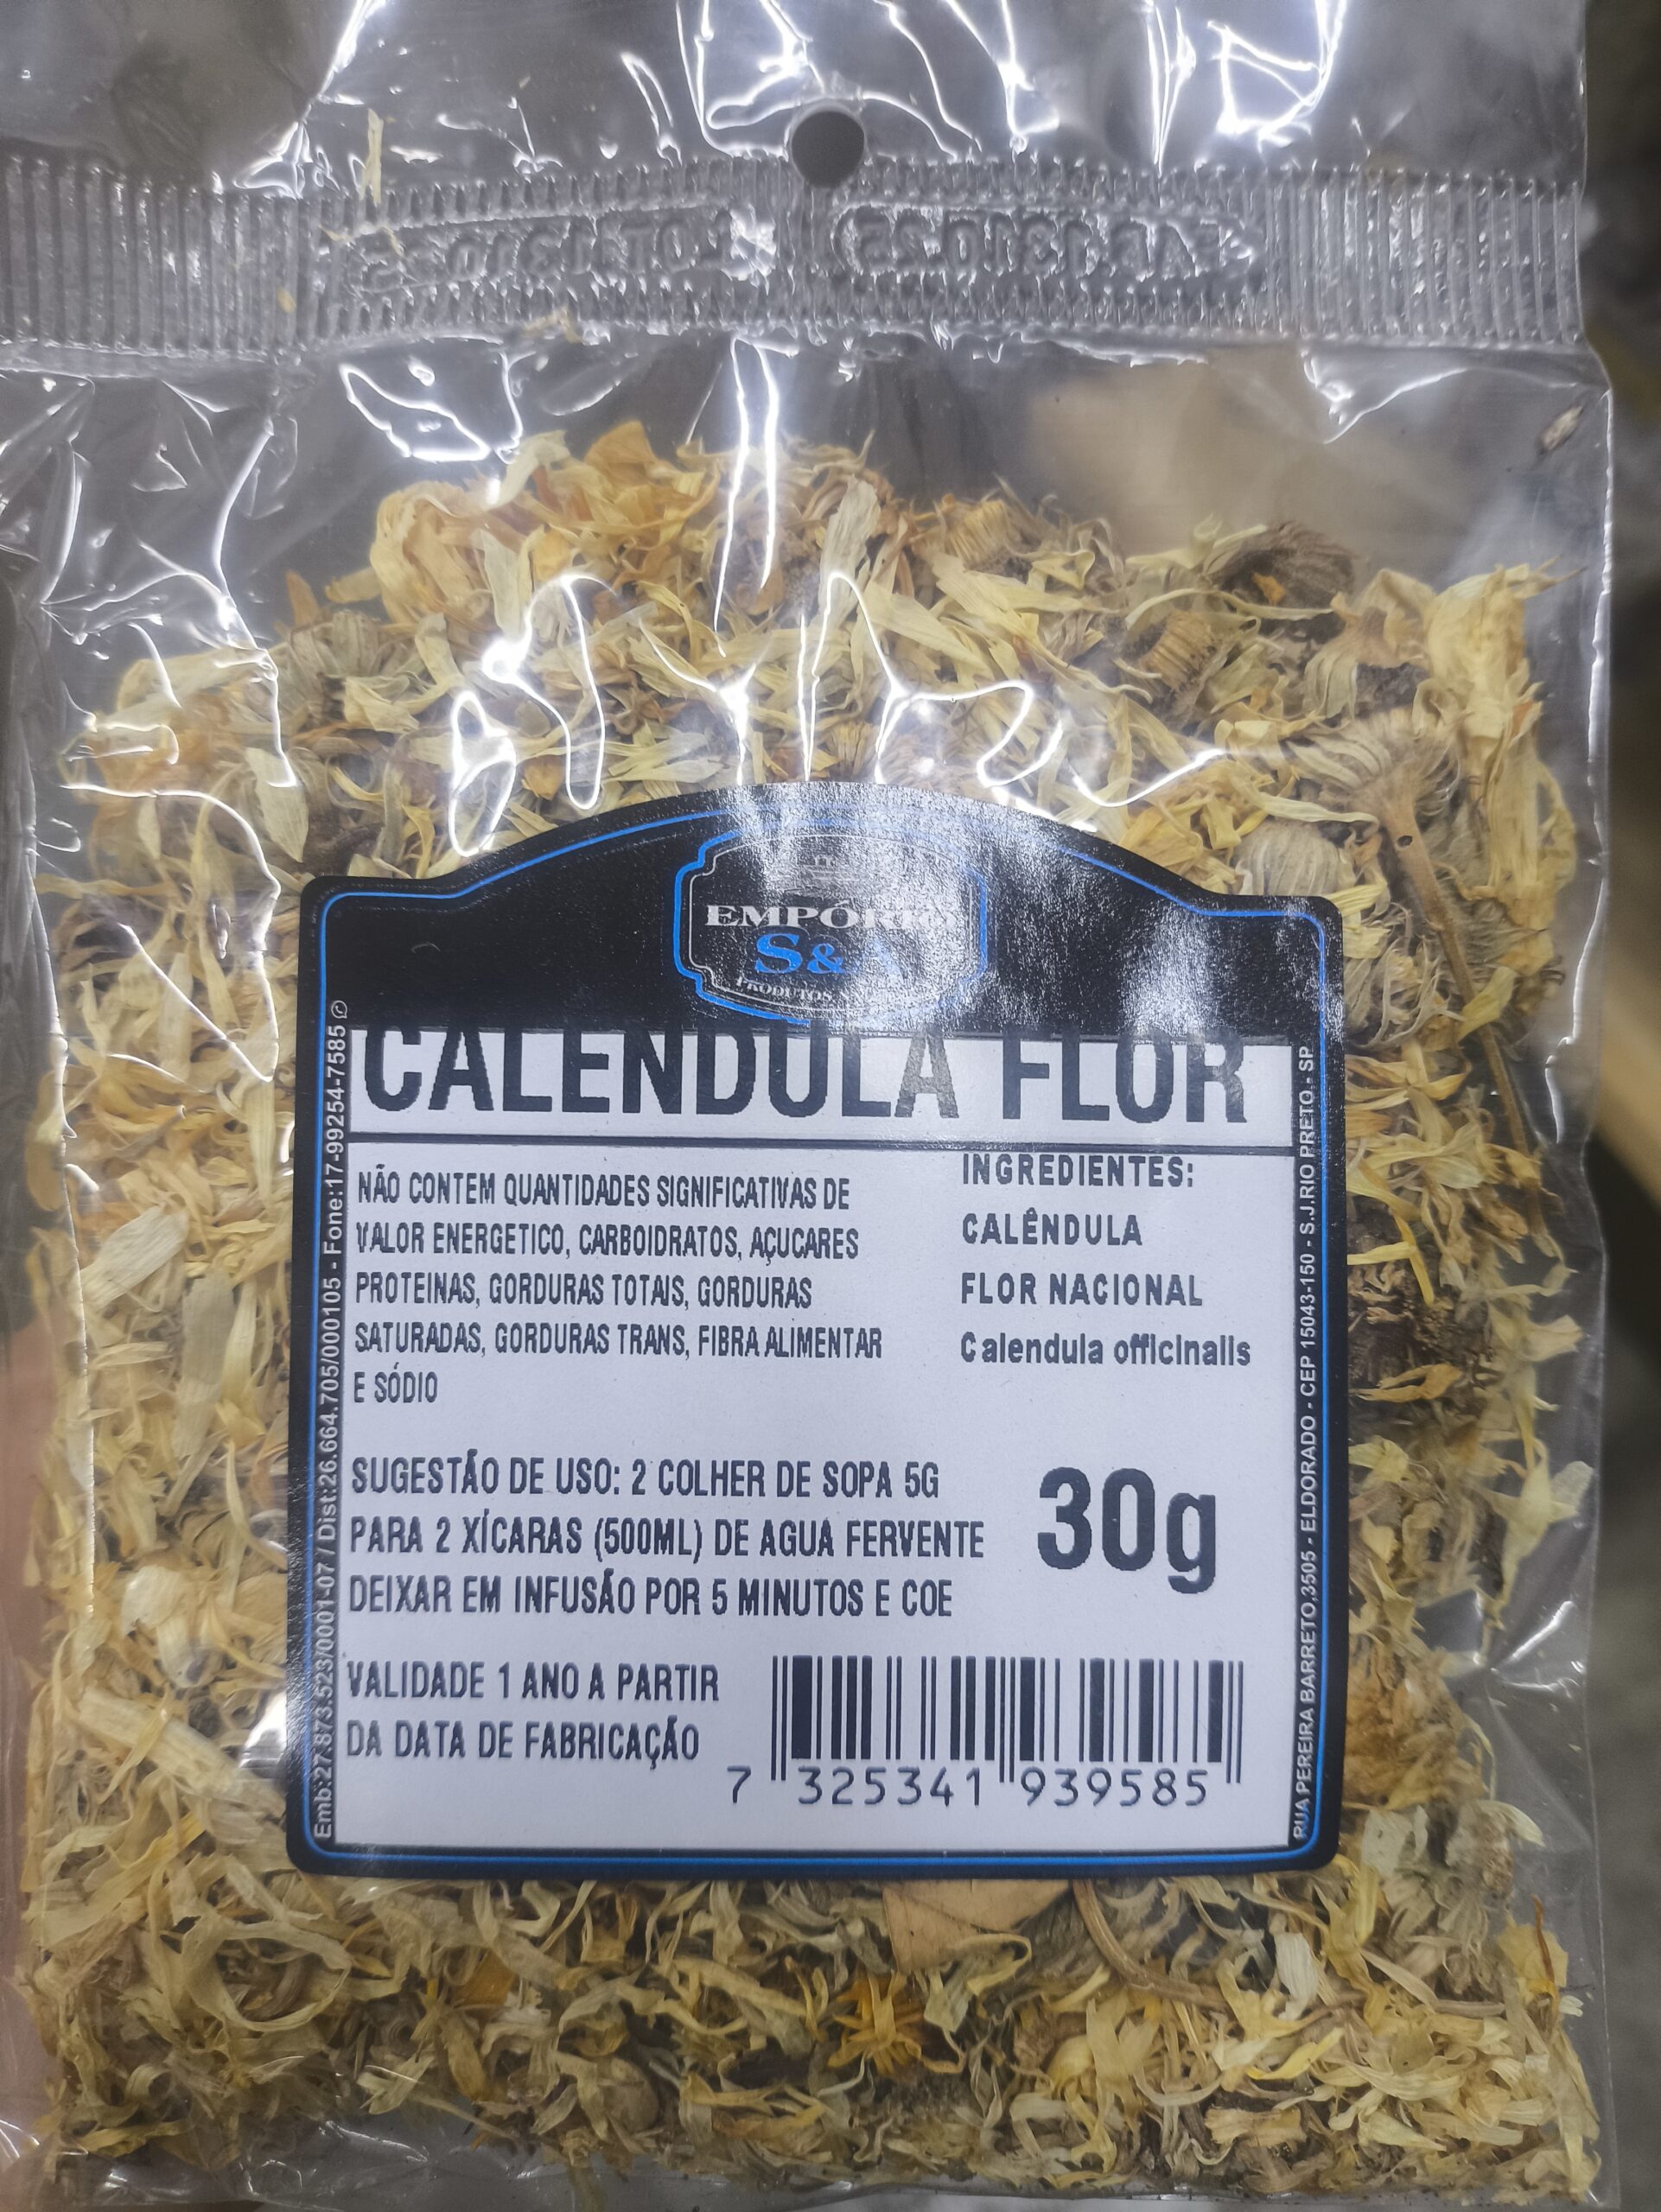 FAB.131025
LOT.1310
EMPÓRIO
S&A
PRODUTOS
CALENDULA FLOR
NÃO CONTEM QUANTIDADES SIGNIFICATIVAS DE
VALOR ENERGETICO, CARBOIDRATOS, AÇUCARES
PROTEINAS, GORDURAS TOTAIS, GORDURAS
SATURADAS, GORDURAS TRANS, FIBRA ALIMENTAR
E SÓDIO
INGREDIENTES:
CALÊNDULA
FLOR NACIONAL
Calendula officinalis
SUGESTÃO DE USO: 2 COLHER DE SOPA 5G
PARA 2 XÍCARAS (500ML) DE AGUA FERVENTE
DEIXAR EM INFUSÃO POR 5 MINUTOS E COE
30g
VALIDADE 1 ANO A PARTIR
DA DATA DE FABRICAÇÃO
7 325341 939585
Emb:27.873.523/0001-07 / Dist:26.664.705/000105 - Fone:17-99254-7585
RUA PEREIRA BARRETO,3505 - ELDORADO - CEP 15043-150 - S.J.RIO PRETO - SP